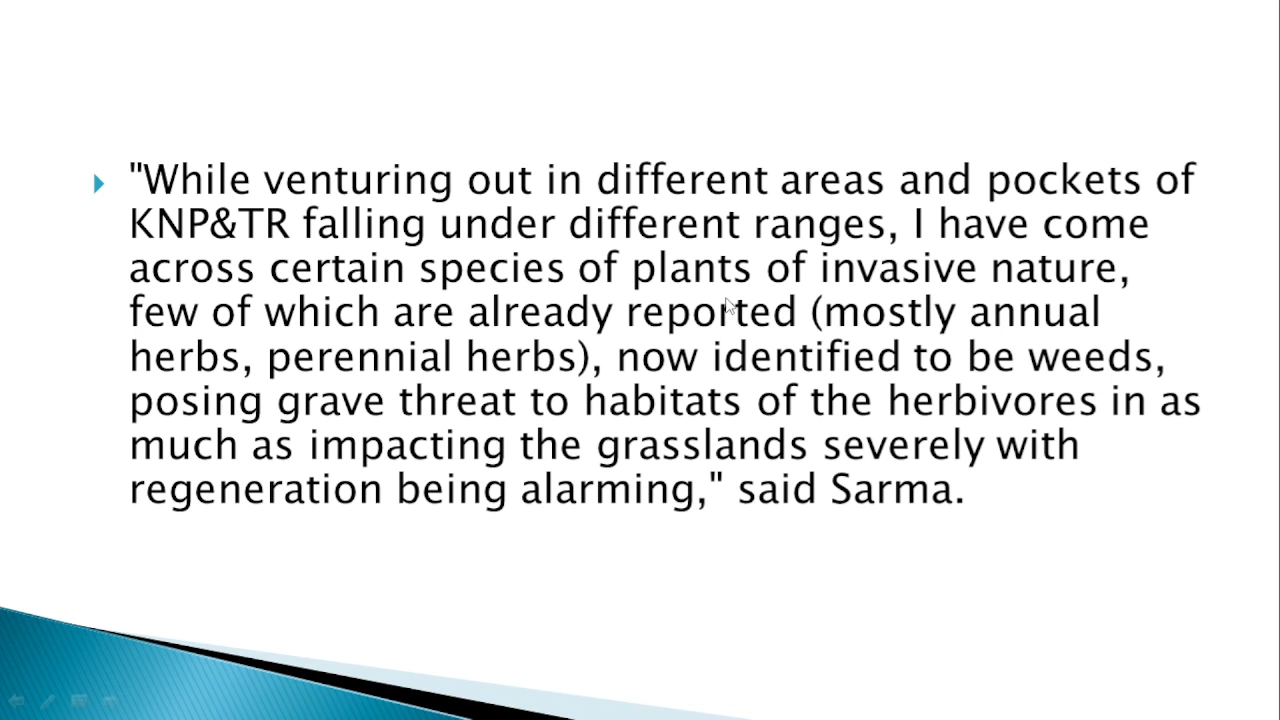 "While venturing out in different areas and pockets of
KNP&TR falling under different ranges, I have come
across certain species of plants of invasive nature,
few of which are already reported (mostly annual
herbs, perennial herbs), now identified to be weeds,
posing grave threat to habitats of the herbivores in as
much as impacting the grasslands severely with
regeneration being alarming," said Sarma.